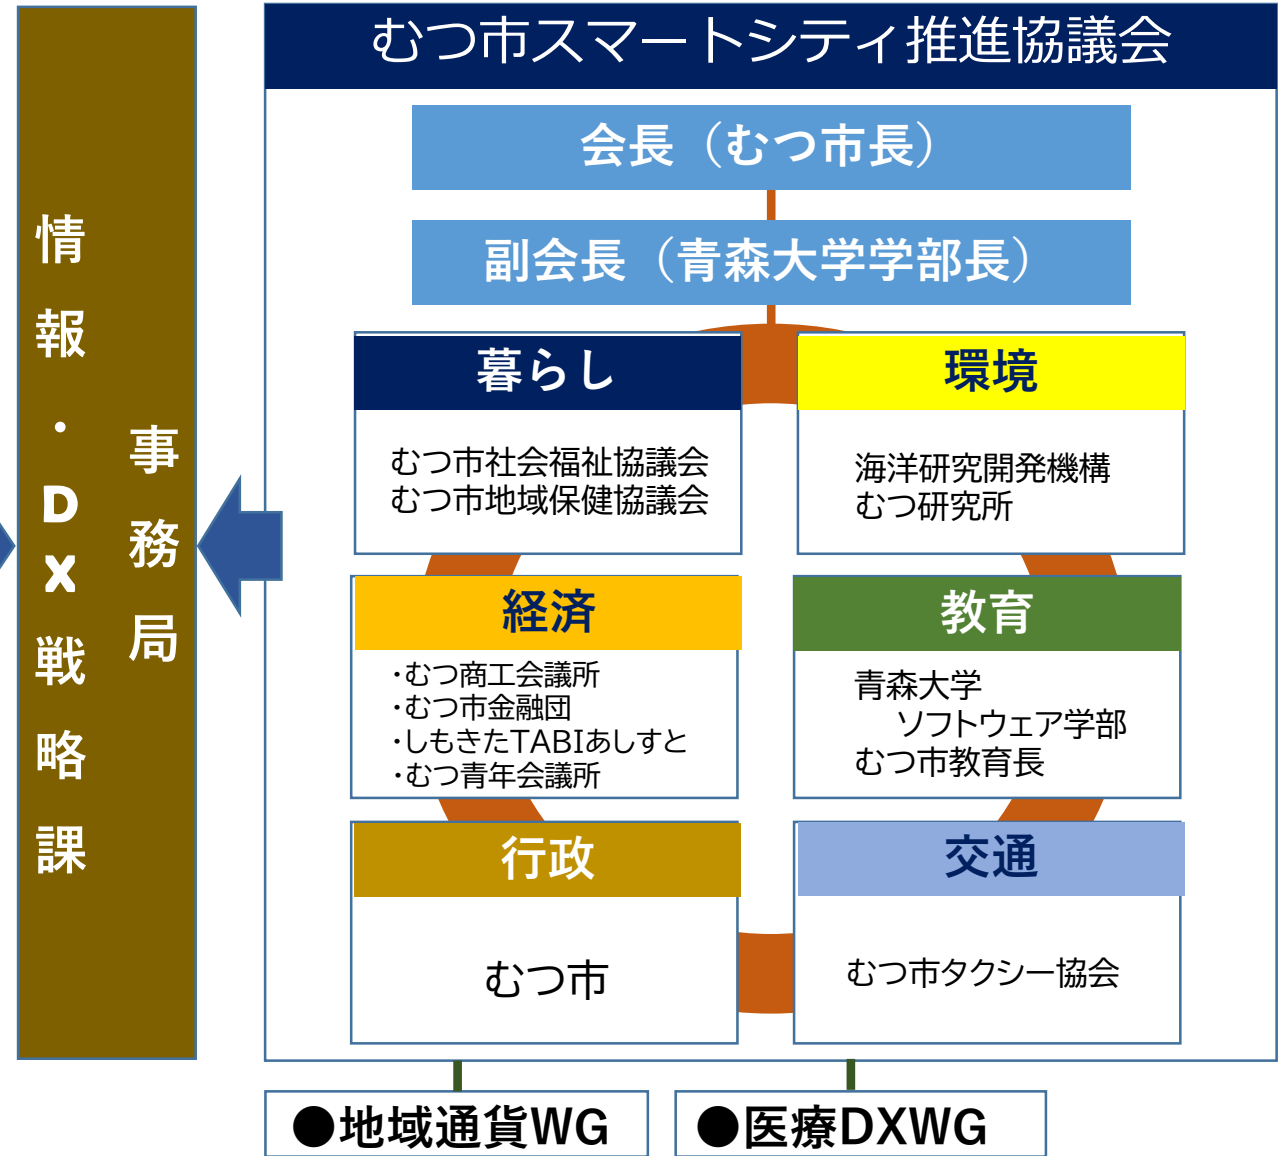 むつ市スマートシティ推進協議会
会長（むつ市長）
副会長（青森大学学部長）
暮らし
むつ市社会福祉協議会
むつ市地域保健協議会
環境
海洋研究開発機構
むつ研究所
経済
・むつ商工会議所
・むつ市金融団
・しもきたTABIあしすと
・むつ青年会議所
教育
青森大学
ソフトウェア学部
むつ市教育長
行政
むつ市
交通
むつ市タクシー協会
事務局
情報・DX戦略課
●地域通貨WG
●医療DXWG